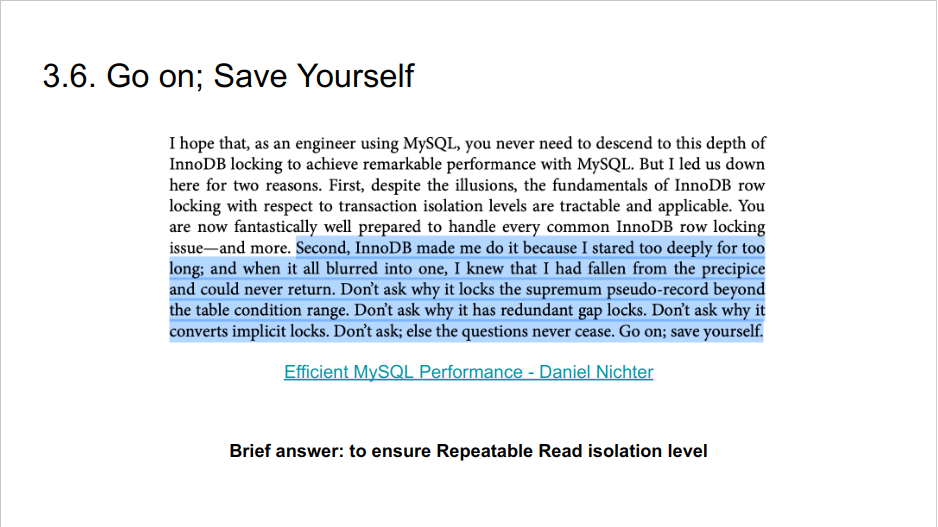 3.6. Go on; Save Yourself
I hope that, as an engineer using MySQL, you never need to descend to this depth of
InnoDB locking to achieve remarkable performance with MySQL. But I led us down
here for two reasons. First, despite the illusions, the fundamentals of InnoDB row
locking with respect to transaction isolation levels are tractable and applicable. You
are now fantastically well prepared to handle every common InnoDB row locking
issue—and more. Second, InnoDB made me do it because I stared too deeply for too
long; and when it all blurred into one, I knew that I had fallen from the precipice
and could never return. Don’t ask why it locks the supremum pseudo-record beyond
the table condition range. Don’t ask why it has redundant gap locks. Don’t ask why it
converts implicit locks. Don’t ask; else the questions never cease. Go on; save yourself.
Efficient MySQL Performance - Daniel Nichter
Brief answer: to ensure Repeatable Read isolation level